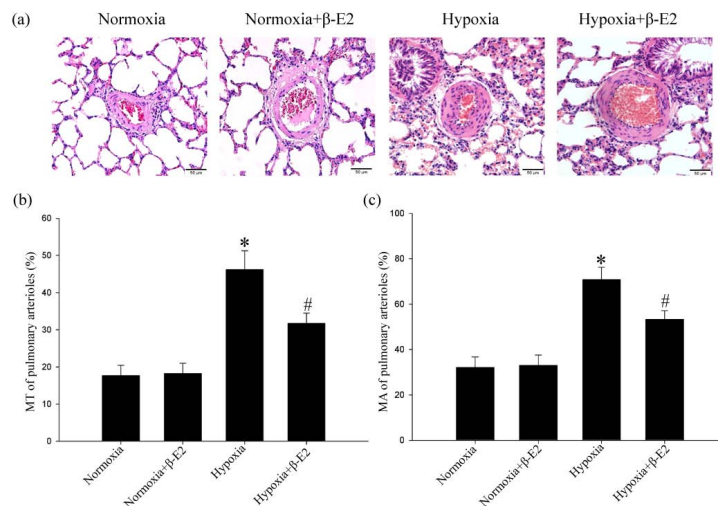 (a)
Normoxia
Normoxia+β-E2
Hypoxia
Hypoxia+β-E2
50 μm
50 μm
50 μm
50 μm
(b)
MT of pulmonary arterioles (%)
60
50
40
30
20
10
0
*
#
Normoxia
Normoxia+β-E2
Hypoxia
Hypoxia+β-E2
(c)
MA of pulmonary arterioles (%)
100
80
60
40
20
0
*
#
Normoxia
Normoxia+β-E2
Hypoxia
Hypoxia+β-E2